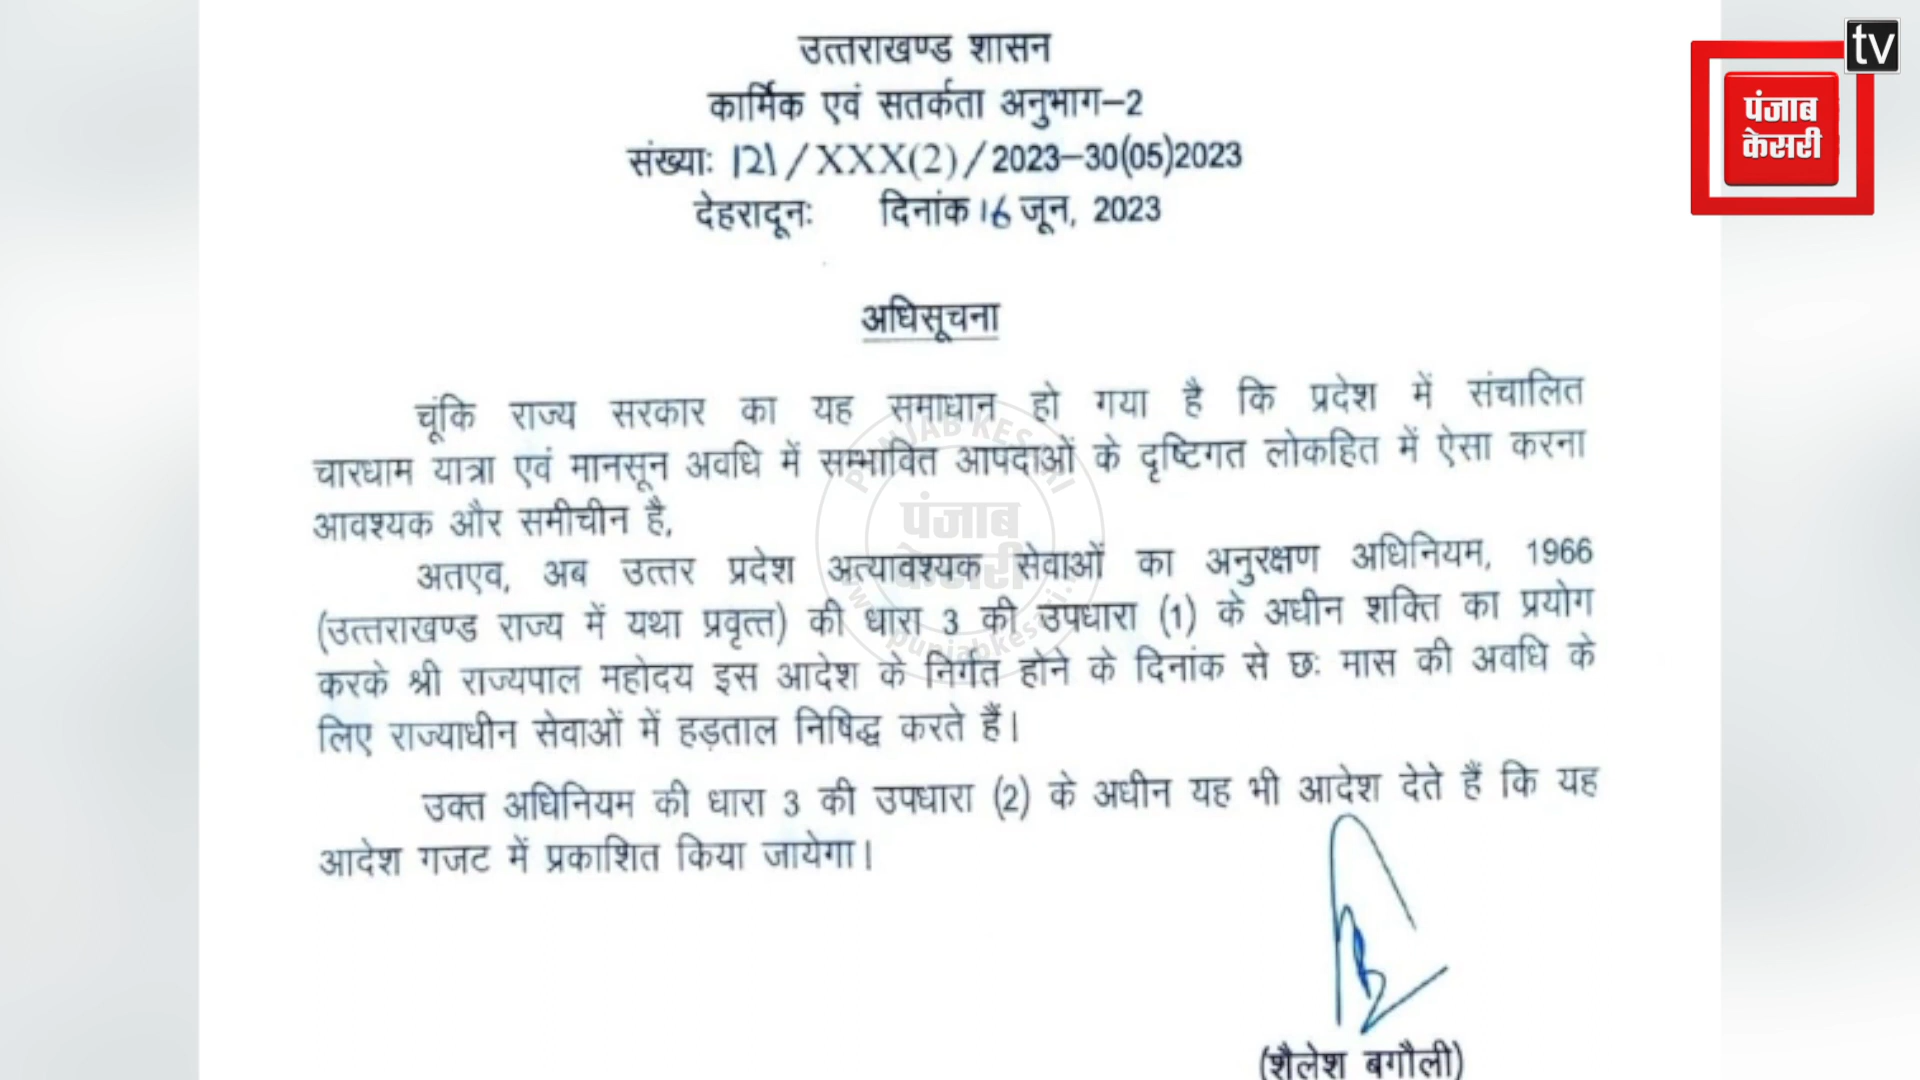 उत्तराखण्ड शासन
कार्मिक एवं सतर्कता अनुभाग–2
संख्याः 121/XXX(2)/2023–30(05)2023
देहरादूनः दिनांक 16 जून, 2023
tv
पंजाब
केसरी
अधिसूचना
चूंकि राज्य सरकार का यह समाधान हो गया है कि प्रदेश में संचालित
चारधाम यात्रा एवं मानसून अवधि में सम्भावित आपदाओं के दृष्टिगत लोकहित में ऐसा करना
आवश्यक और समीचीन है,
अतएव, अब उत्तर प्रदेश अत्यावश्यक सेवाओं का अनुरक्षण अधिनियम, 1966
(उत्तराखण्ड राज्य में यथा प्रवृत्त) की धारा 3 की उपधारा (1) के अधीन शक्ति का प्रयोग
करके श्री राज्यपाल महोदय इस आदेश के निर्गत होने के दिनांक से छः मास की अवधि के
लिए राज्याधीन सेवाओं में हड़ताल निषिद्ध करते हैं।
उक्त अधिनियम की धारा 3 की उपधारा (2) के अधीन यह भी आदेश देते हैं कि यह
आदेश गजट में प्रकाशित किया जायेगा।
(शैलेश बगौली)
PUNJAB KESARI
पंजाब
केसरी